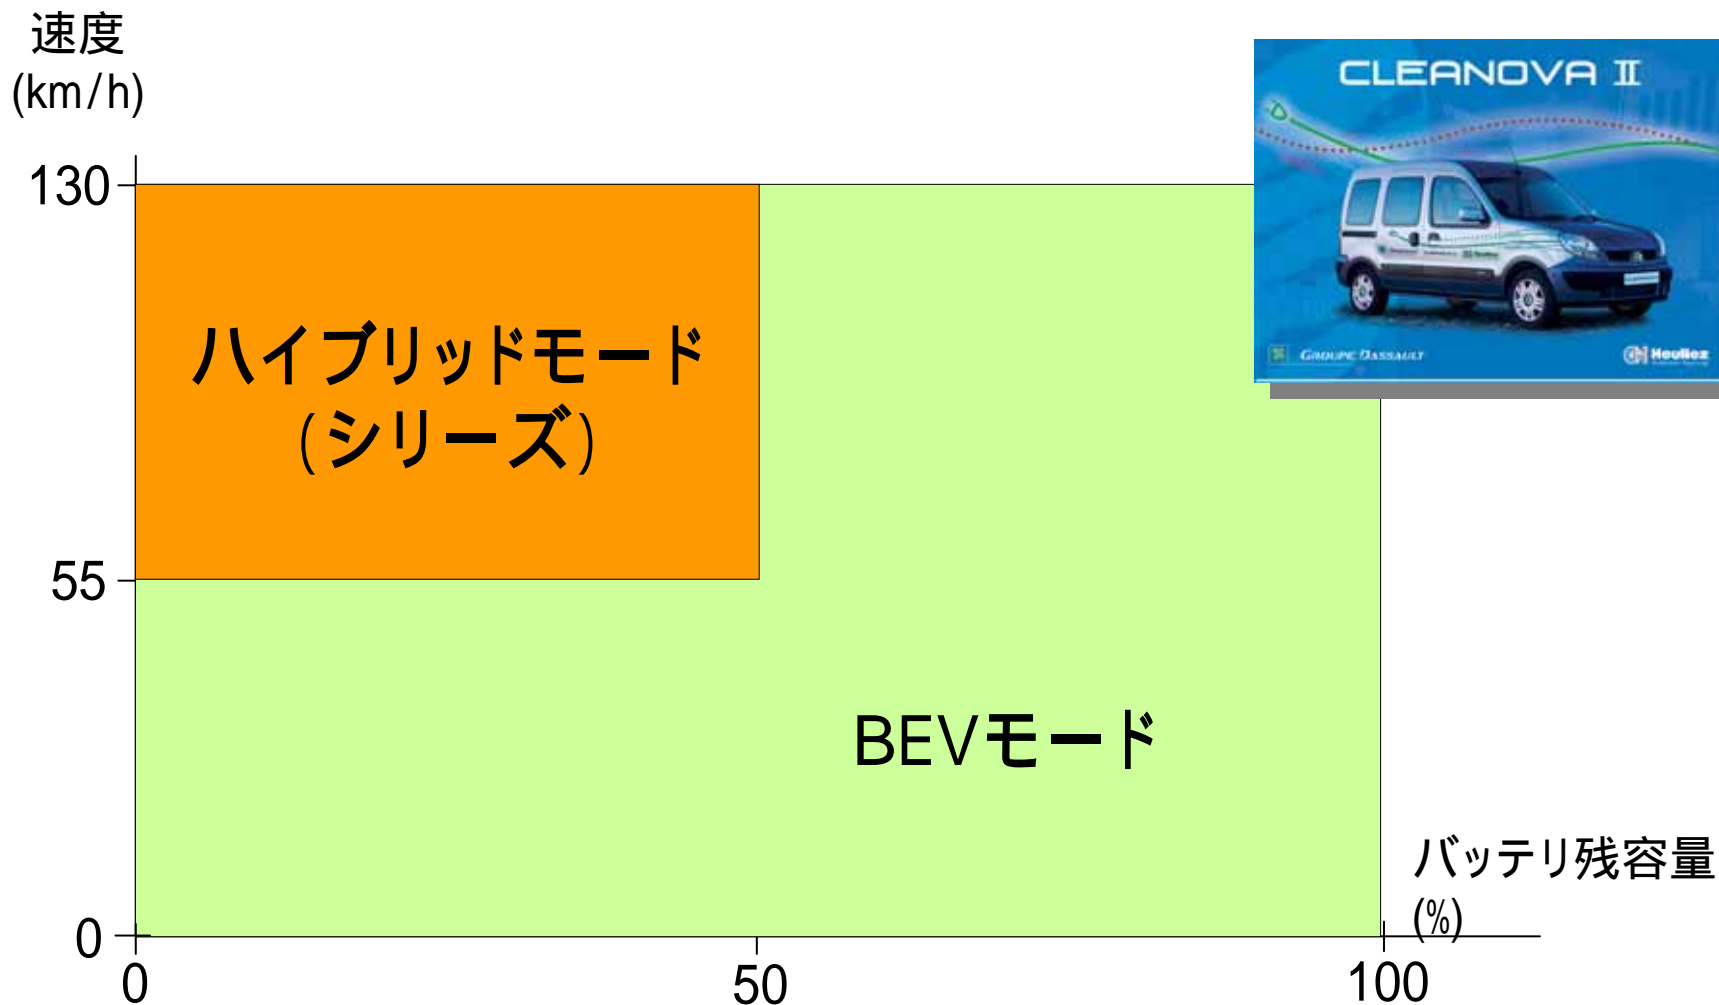 速度
(km/h)
CLEANOVA II
130
ハイブリッドモード
(シリーズ)
GROUPE DASSAULT
Heuliez
55
BEVモード
バッテリ残容量
(%)
0
0
50
100